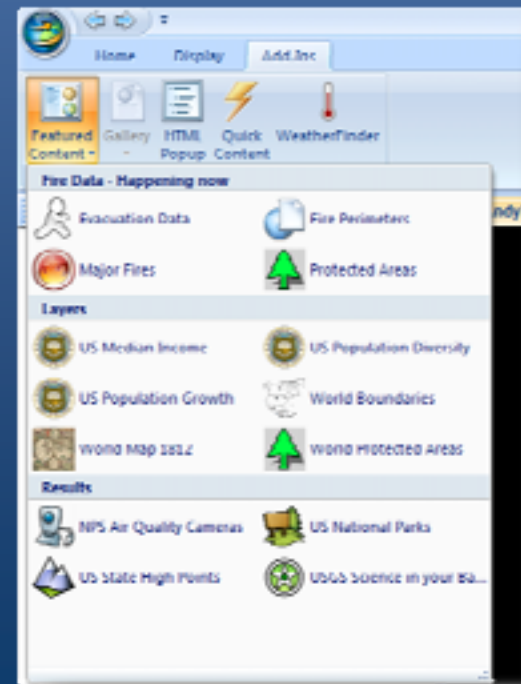 Home Display Add-Ins
Featured Content Gallery HTML Popup Quick Content WeatherFinder
Fire Data - Happening now
Evacuation Data Fire Perimeters
Major Fires Protected Areas
Layers
US Median Income US Population Diversity
US Population Growth World Boundaries
World Map 1812 World Protected Areas
Results
NPS Air Quality Cameras US National Parks
US State High Points USGS Science in your Ba...